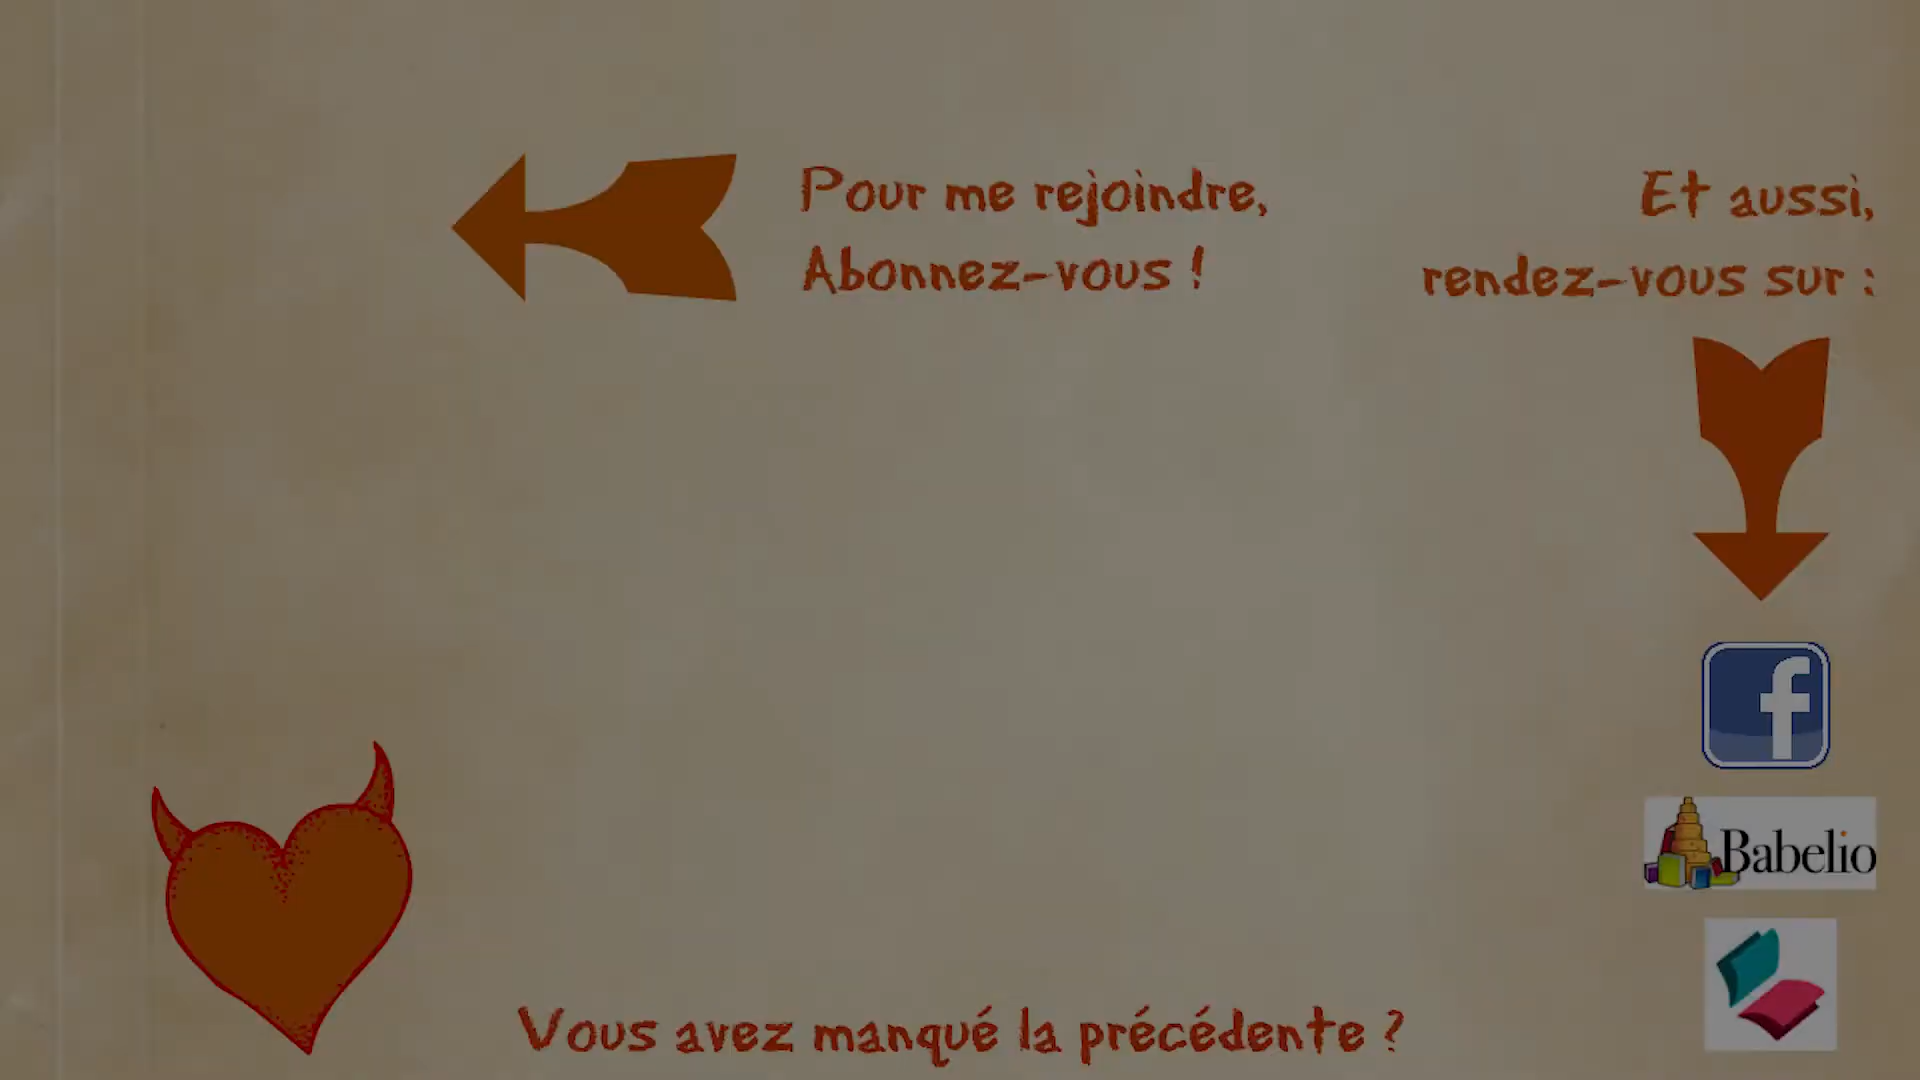 Pour me rejoindre,
Abonnez-vous !
Et aussi,
rendez-vous sur :
f
Babelio
Vous avez manqué la précédente ?